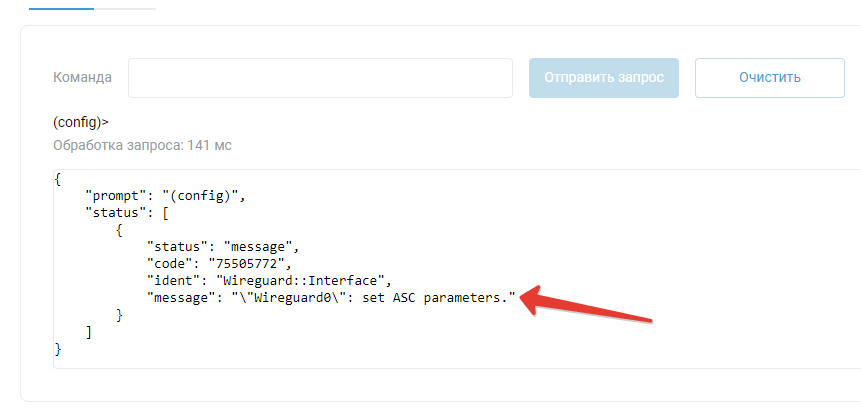 Команда Отправить запрос Очистить
(config)>
Обработка запроса: 141 мс
{
    "prompt": "(config)",
    "status": [
        {
            "status": "message",
            "code": "75505772",
            "ident": "Wireguard::Interface",
            "message": "\"Wireguard0\": set ASC parameters."
        }
    ]
}